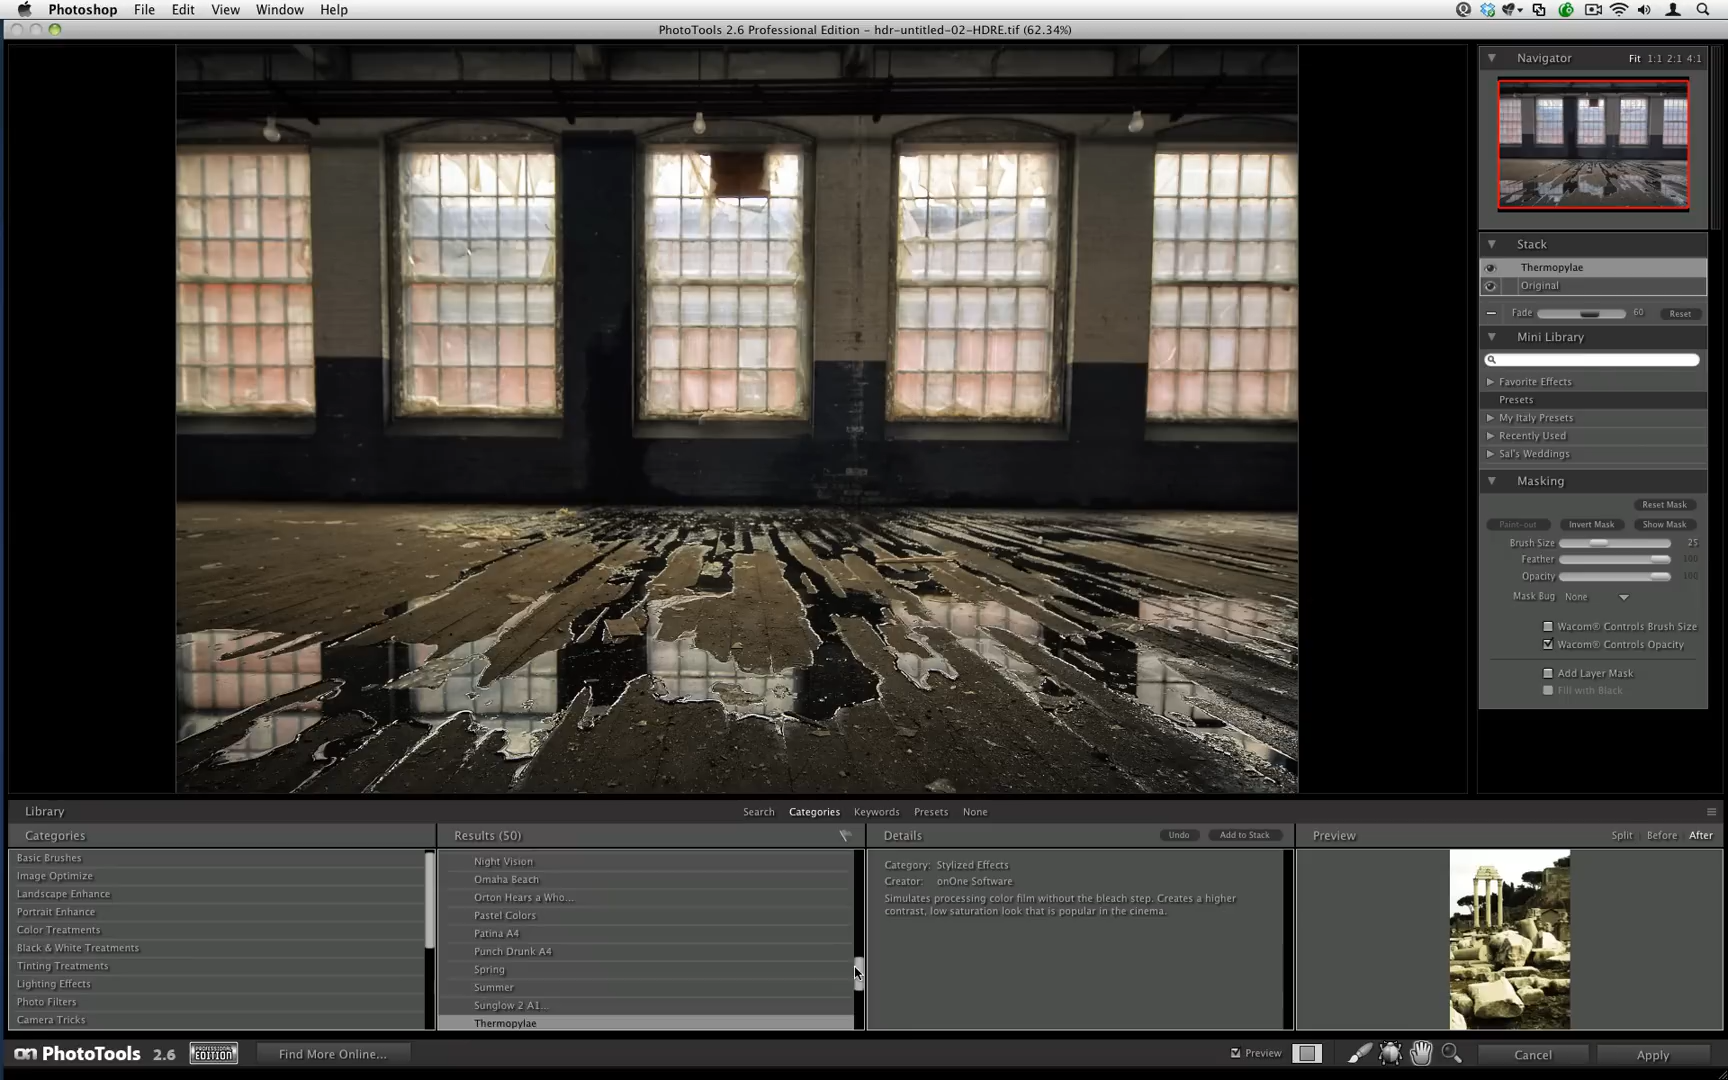 Photoshop File Edit View Window Help
PhotoTools 2.6 Professional Edition - hdr-untitled-02-HDRE.tif (62.34%)
Navigator Fit 1:1 2:1 4:1
Stack
Thermopylae
Original
Fade 60 Reset
Mini Library
Favorite Effects
Presets
My Italy Presets
Recently Used
Sal's Weddings
Masking
Reset Mask
Paint-out Invert Mask Show Mask
Brush Size 25
Feather 100
Opacity 100
Mask Bug None
Wacom® Controls Brush Size
Wacom® Controls Opacity
Add Layer Mask
Fill with Black
Library Search Categories Keywords Presets None
Categories
Basic Brushes
Image Optimize
Landscape Enhance
Portrait Enhance
Color Treatments
Black & White Treatments
Tinting Treatments
Lighting Effects
Photo Filters
Camera Tricks
Results (50)
Night Vision
Omaha Beach
Orton Hears a Who...
Pastel Colors
Patina A4
Punch Drunk A4
Spring
Summer
Sunglow 2 A1...
Thermopylae
Details Undo Add to Stack
Category: Stylized Effects
Creator: onOne Software
Simulates processing color film without the bleach step. Creates a higher
contrast, low saturation look that is popular in the cinema.
Preview Split Before After
on PhotoTools 2.6 PROFESSIONAL EDITION Find More Online... Preview Cancel Apply